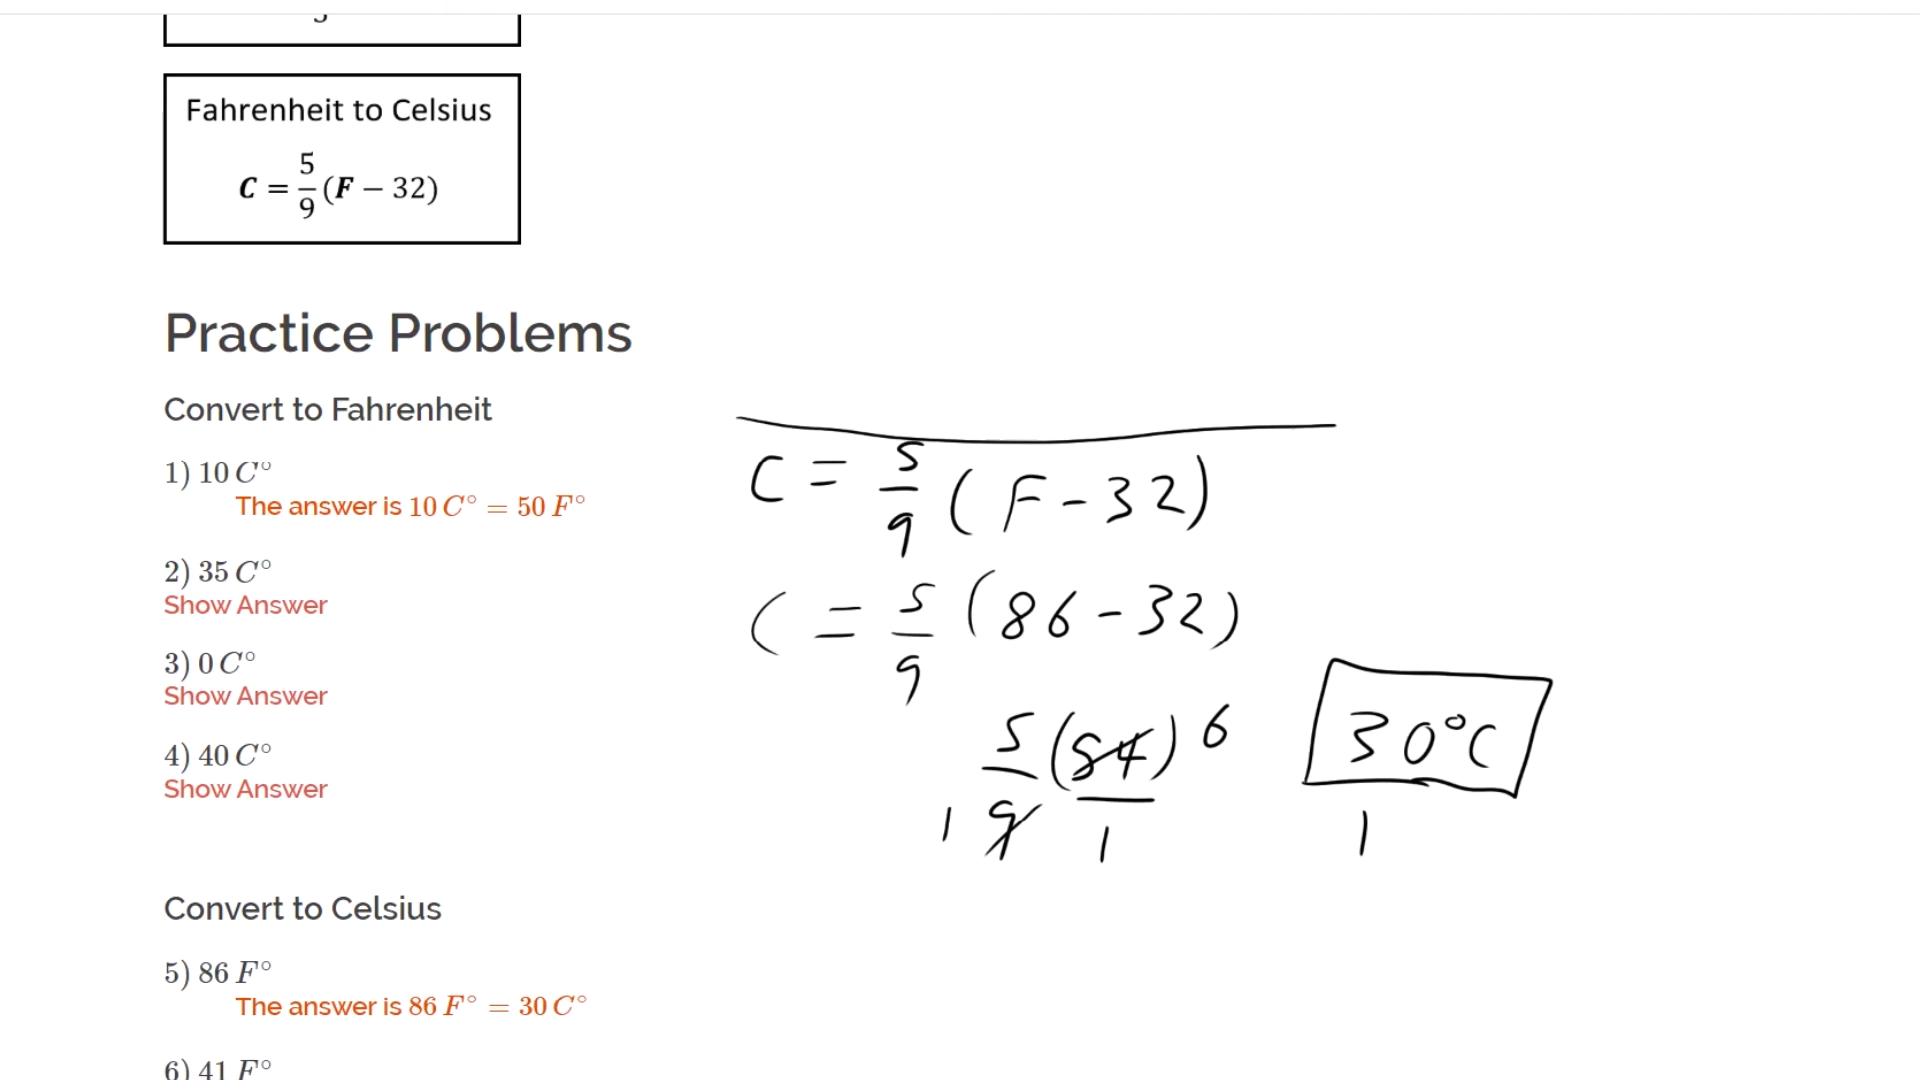 Fahrenheit to Celsius
C = 5/9 (F − 32)
Practice Problems
Convert to Fahrenheit
1) 10 C°
The answer is 10 C° = 50 F°
2) 35 C°
Show Answer
3) 0 C°
Show Answer
4) 40 C°
Show Answer
Convert to Celsius
5) 86 F°
The answer is 86 F° = 30 C°
6) 41 F°
C = 5/9 (F - 32)
C = 5/9 (86 - 32)
5 (54) 6
1 9 1
30°C
1